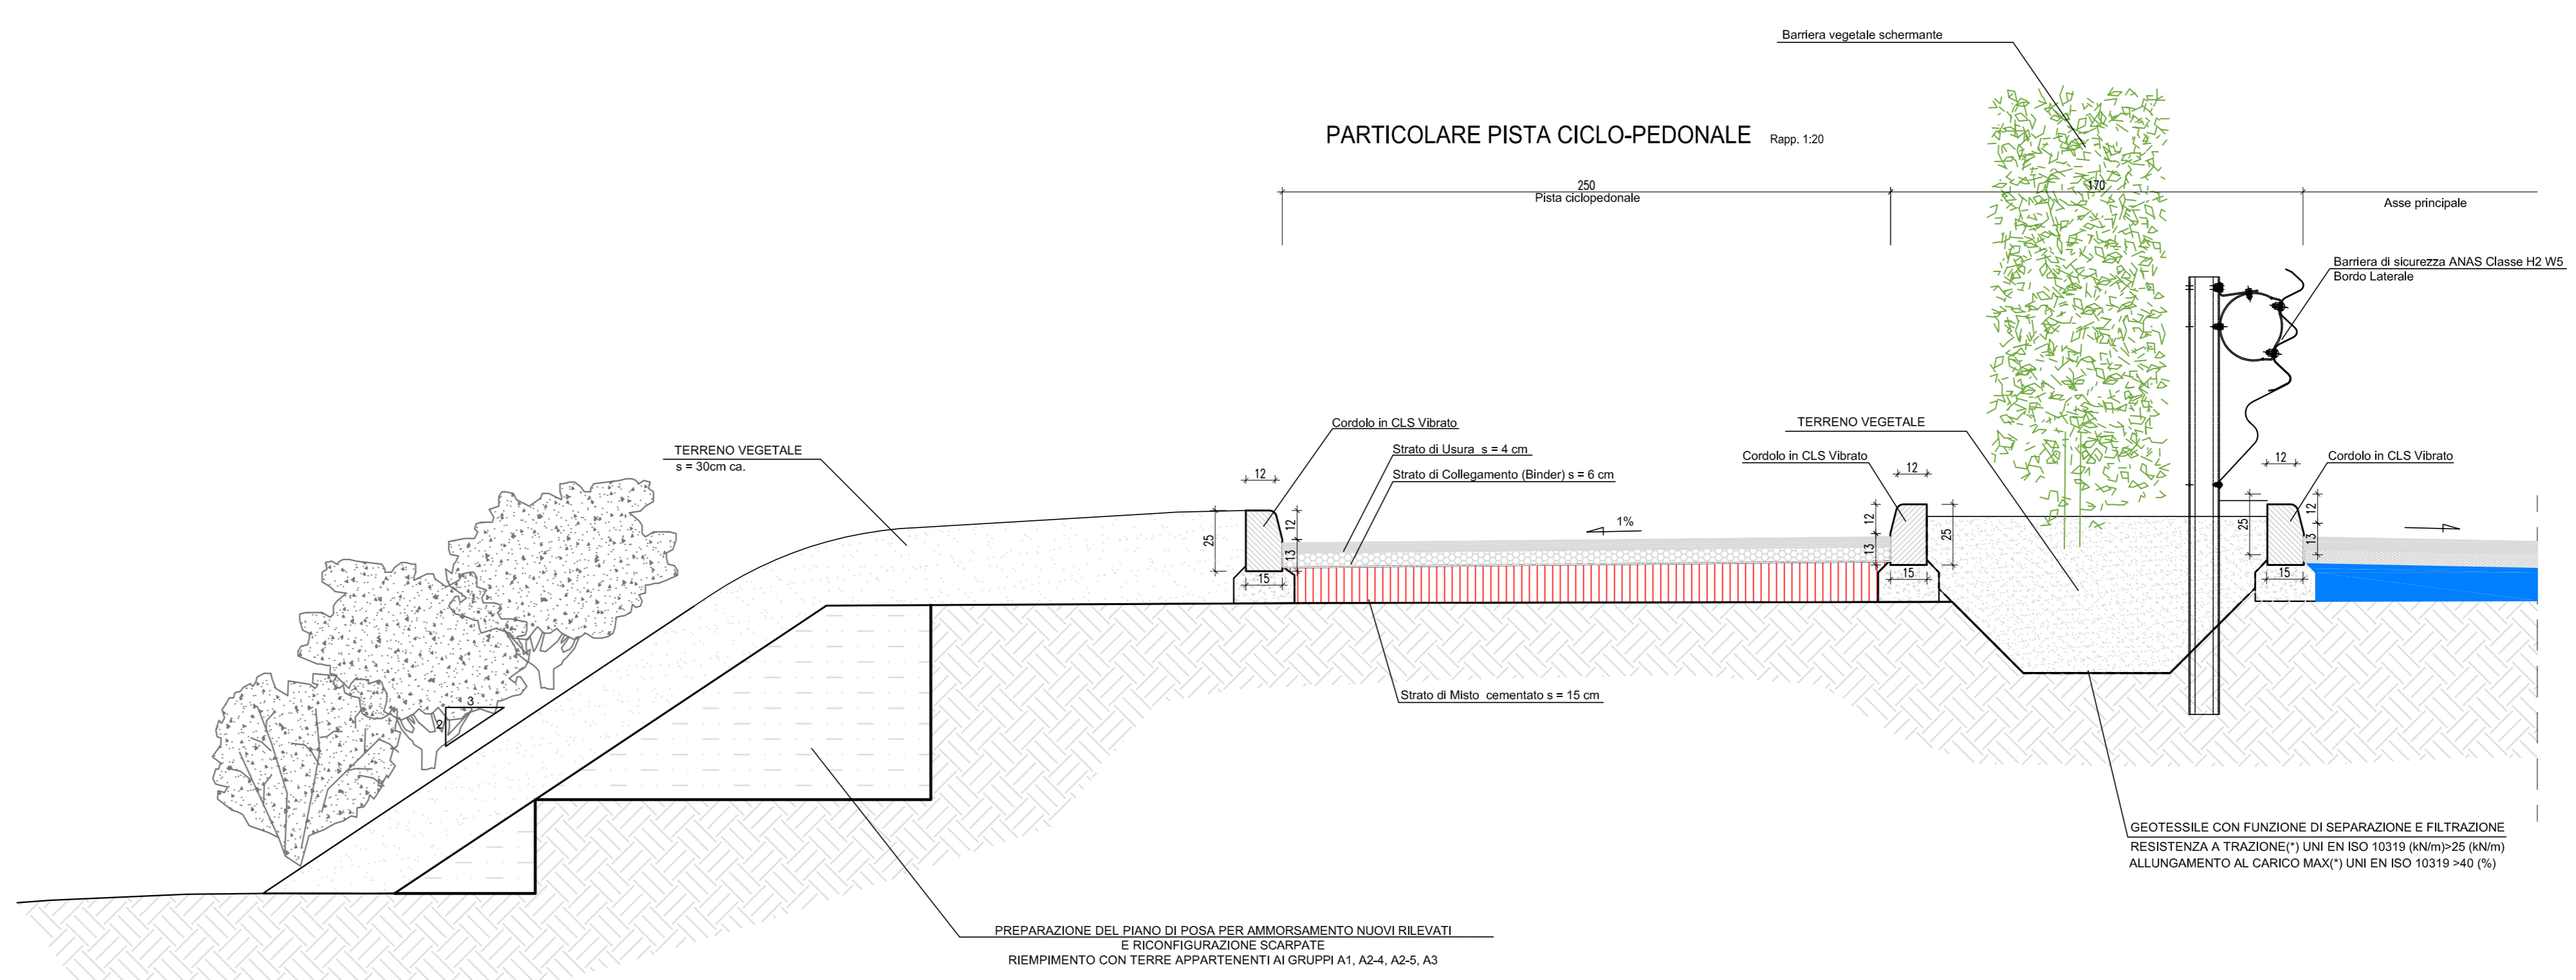 Barriera vegetale schermante
PARTICOLARE PISTA CICLO-PEDONALE Rapp. 1:20
250
Pista ciclopedonale
170
Asse principale
Barriera di sicurezza ANAS Classe H2 W5
Bordo Laterale
TERRENO VEGETALE
s = 30cm ca.
Cordolo in CLS Vibrato
Strato di Usura s = 4 cm
Strato di Collegamento (Binder) s = 6 cm
TERRENO VEGETALE
Cordolo in CLS Vibrato
Cordolo in CLS Vibrato
12
25
12
13
15
1%
12
12
13
25
15
12
25
12
13
15
3
2
Strato di Misto cementato s = 15 cm
GEOTESSILE CON FUNZIONE DI SEPARAZIONE E FILTRAZIONE
RESISTENZA A TRAZIONE(*) UNI EN ISO 10319 (kN/m)>25 (kN/m)
ALLUNGAMENTO AL CARICO MAX(*) UNI EN ISO 10319 >40 (%)
PREPARAZIONE DEL PIANO DI POSA PER AMMORSAMENTO NUOVI RILEVATI
E RICONFIGURAZIONE SCARPATE
RIEMPIMENTO CON TERRE APPARTENENTI AI GRUPPI A1, A2-4, A2-5, A3